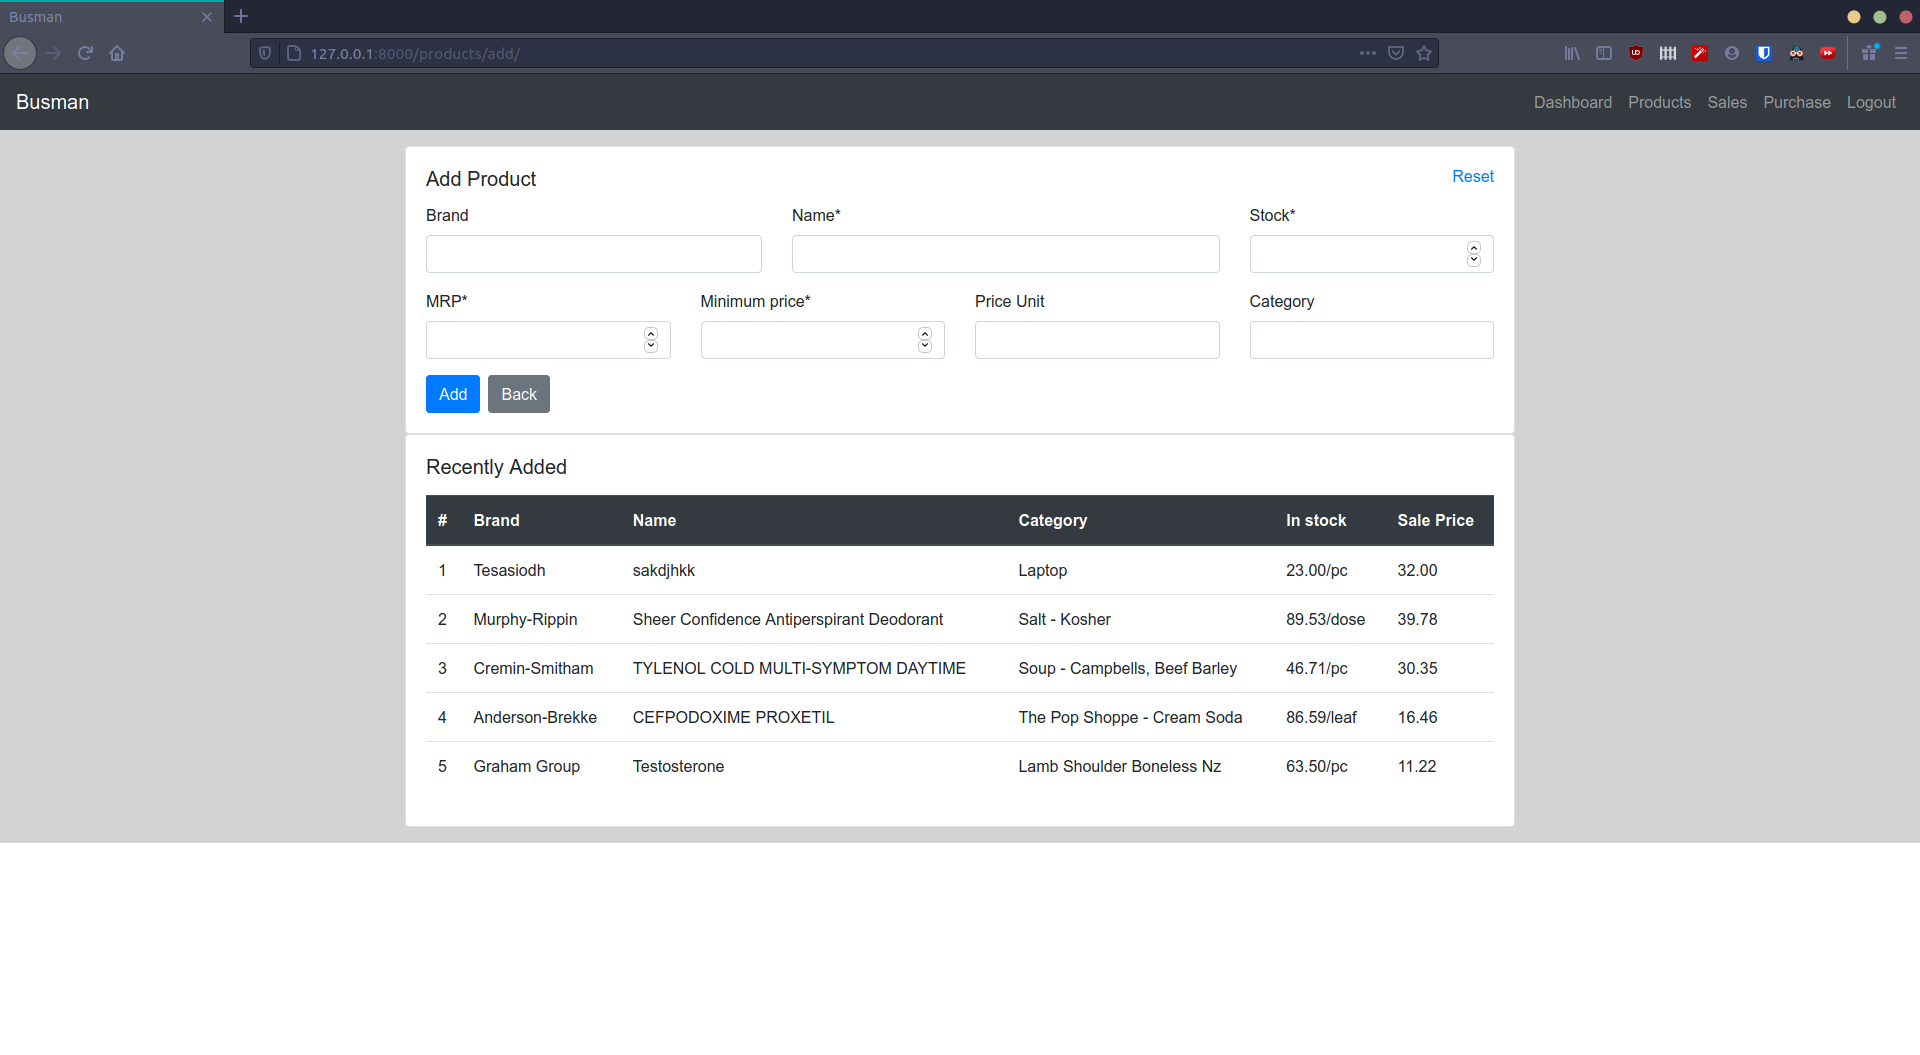 Busman
127.0.0.1:8000/products/add/
Busman Dashboard Products Sales Purchase Logout
Add Product Reset
Brand Name* Stock*
MRP* Minimum price* Price Unit Category
Add Back
Recently Added
# Brand Name Category In stock Sale Price
1 Tesasiodh sakdjhkk Laptop 23.00/pc 32.00
2 Murphy-Rippin Sheer Confidence Antiperspirant Deodorant Salt - Kosher 89.53/dose 39.78
3 Cremin-Smitham TYLENOL COLD MULTI-SYMPTOM DAYTIME Soup - Campbells, Beef Barley 46.71/pc 30.35
4 Anderson-Brekke CEFPODOXIME PROXETIL The Pop Shoppe - Cream Soda 86.59/leaf 16.46
5 Graham Group Testosterone Lamb Shoulder Boneless Nz 63.50/pc 11.22